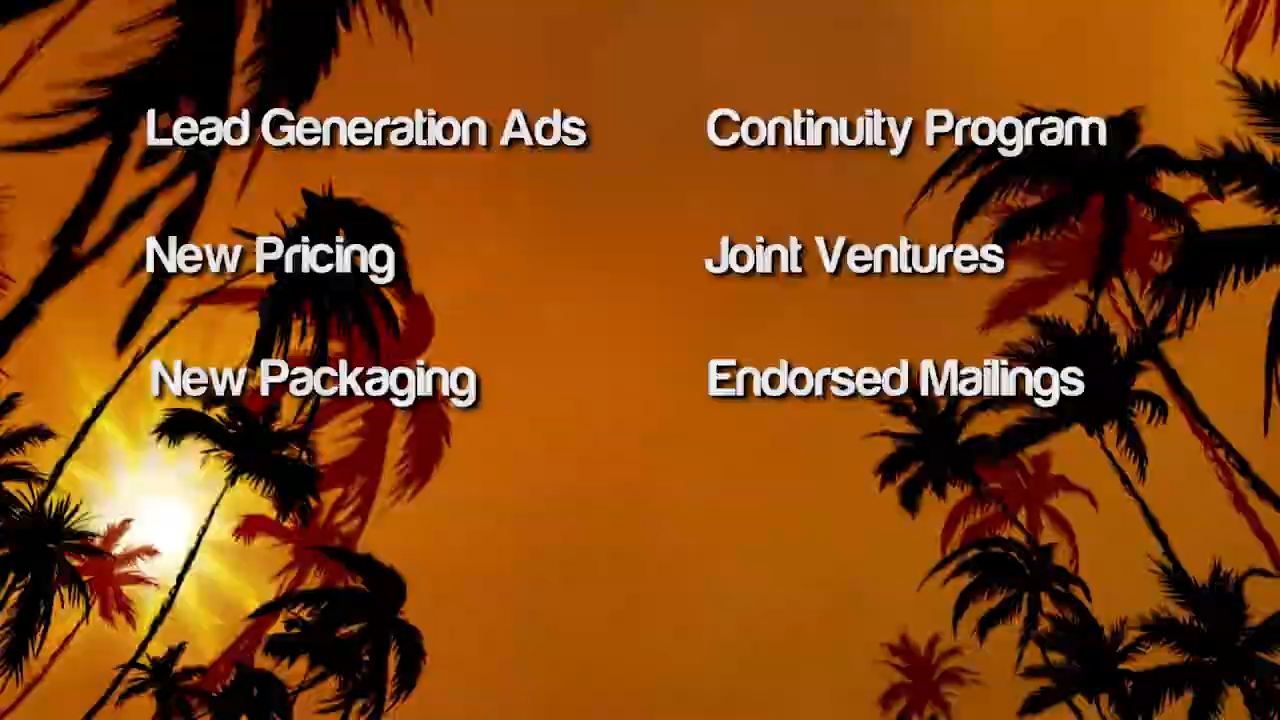 Lead Generation Ads
New Pricing
New Packaging
Continuity Program
Joint Ventures
Endorsed Mailings